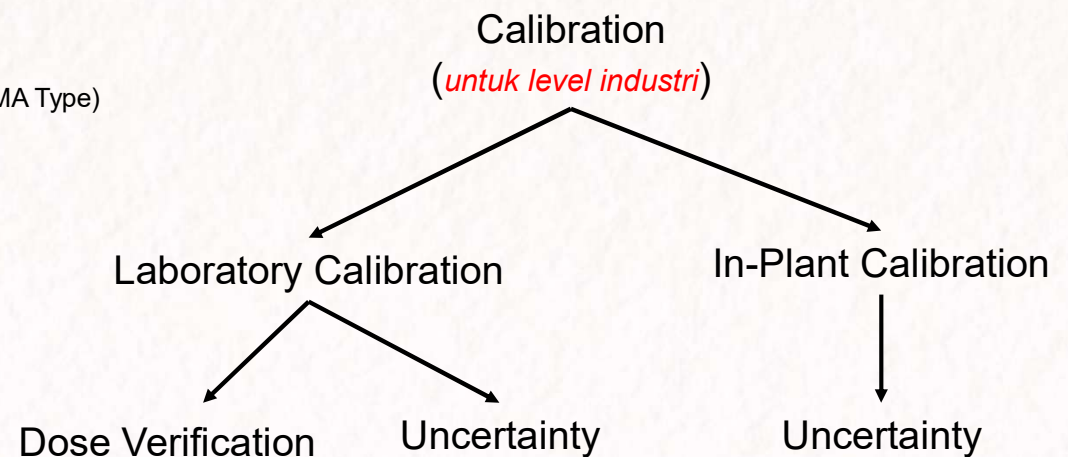 Calibration
(untuk level industri)
MA Type)
Laboratory Calibration
In-Plant Calibration
Dose Verification
Uncertainty
Uncertainty